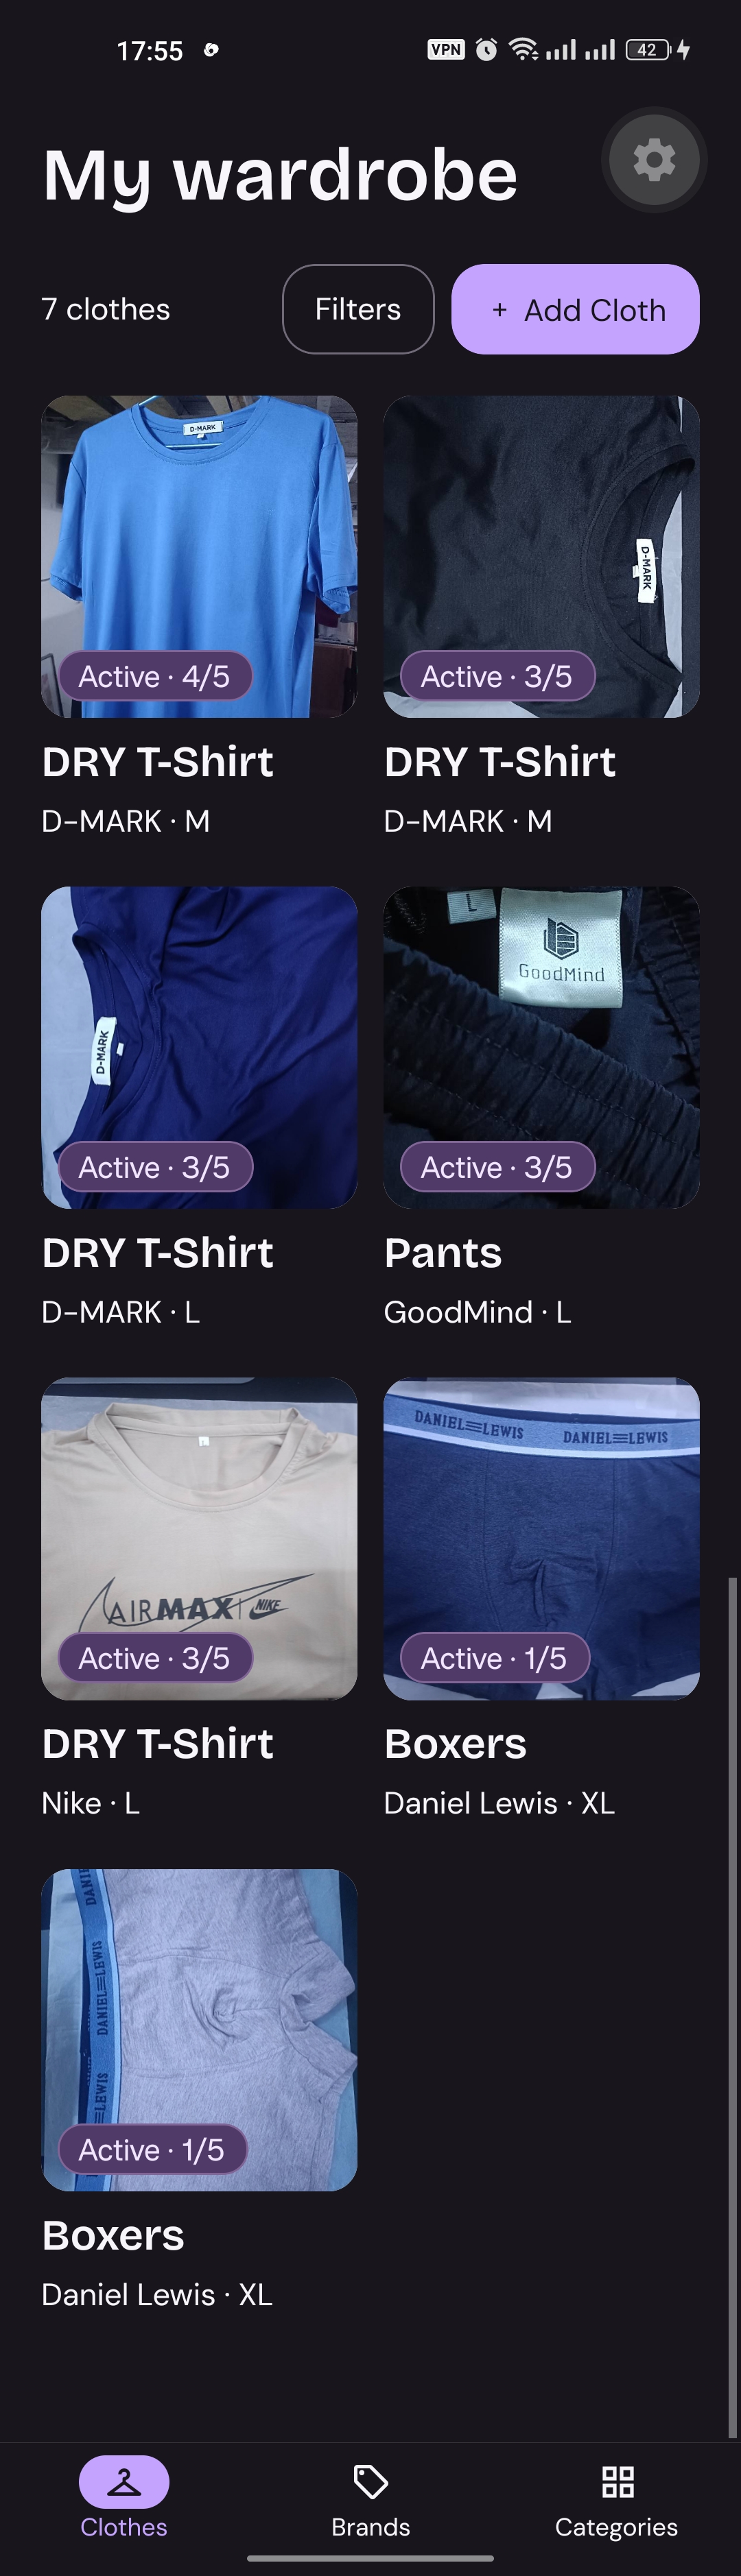 17:55
VPN
42
My wardrobe
7 clothes
Filters
+ Add Cloth
D-MARK
D-MARK
Active · 4/5
Active · 3/5
DRY T-Shirt
DRY T-Shirt
D-MARK · M
D-MARK · M
L
GoodMind
D-MARK
Active · 3/5
Active · 3/5
DRY T-Shirt
Pants
D-MARK · L
GoodMind · L
DANIEL LEWIS DANIEL LEWIS
AIRMAX NIKE
Active · 3/5
Active · 1/5
DRY T-Shirt
Boxers
Nike · L
Daniel Lewis · XL
DANIEL
DANIEL LEWIS
LEWIS
Active · 1/5
Boxers
Daniel Lewis · XL
Clothes
Brands
Categories